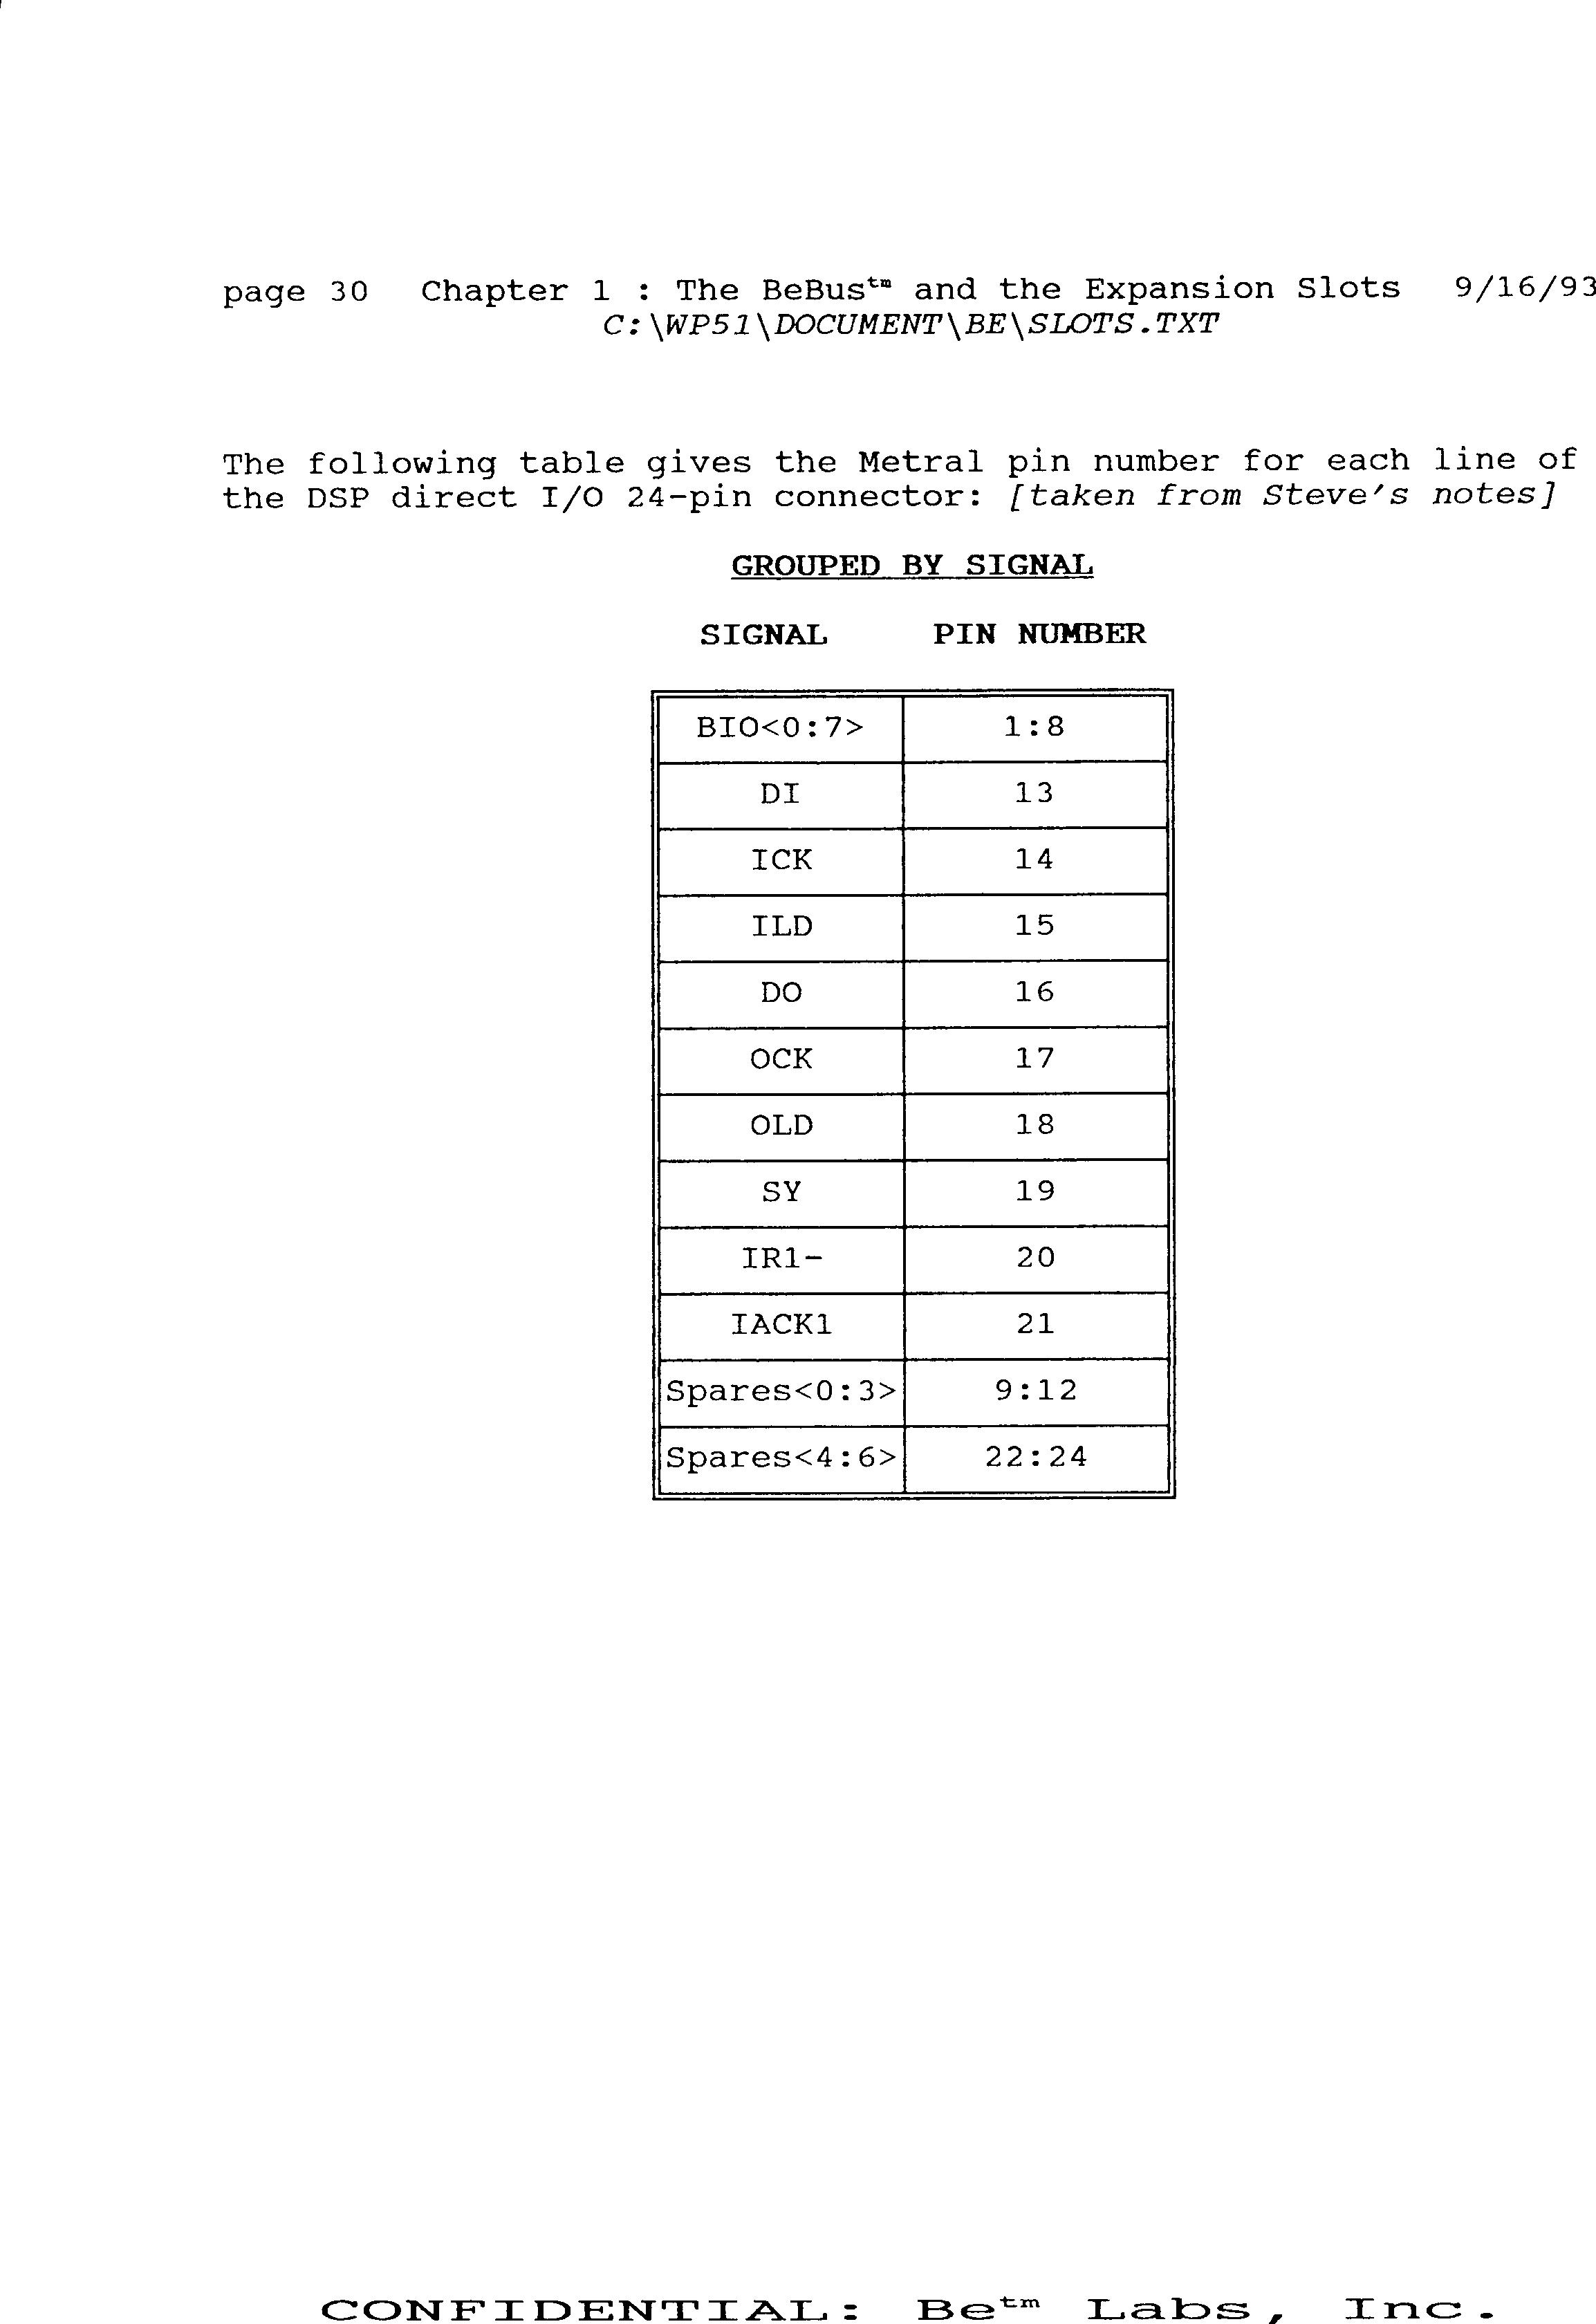 page 30 Chapter 1 : The BeBus™ and the Expansion Slots 9/16/93
C:\WP51\DOCUMENT\BE\SLOTS.TXT
The following table gives the Metral pin number for each line of
the DSP direct I/O 24-pin connector: [taken from Steve's notes]
GROUPED BY SIGNAL
SIGNAL PIN NUMBER
BIO<0:7> 1:8
DI 13
ICK 14
ILD 15
DO 16
OCK 17
OLD 18
SY 19
IR1- 20
IACK1 21
Spares<0:3> 9:12
Spares<4:6> 22:24
CONFIDENTIAL: Be™ Labs, Inc.